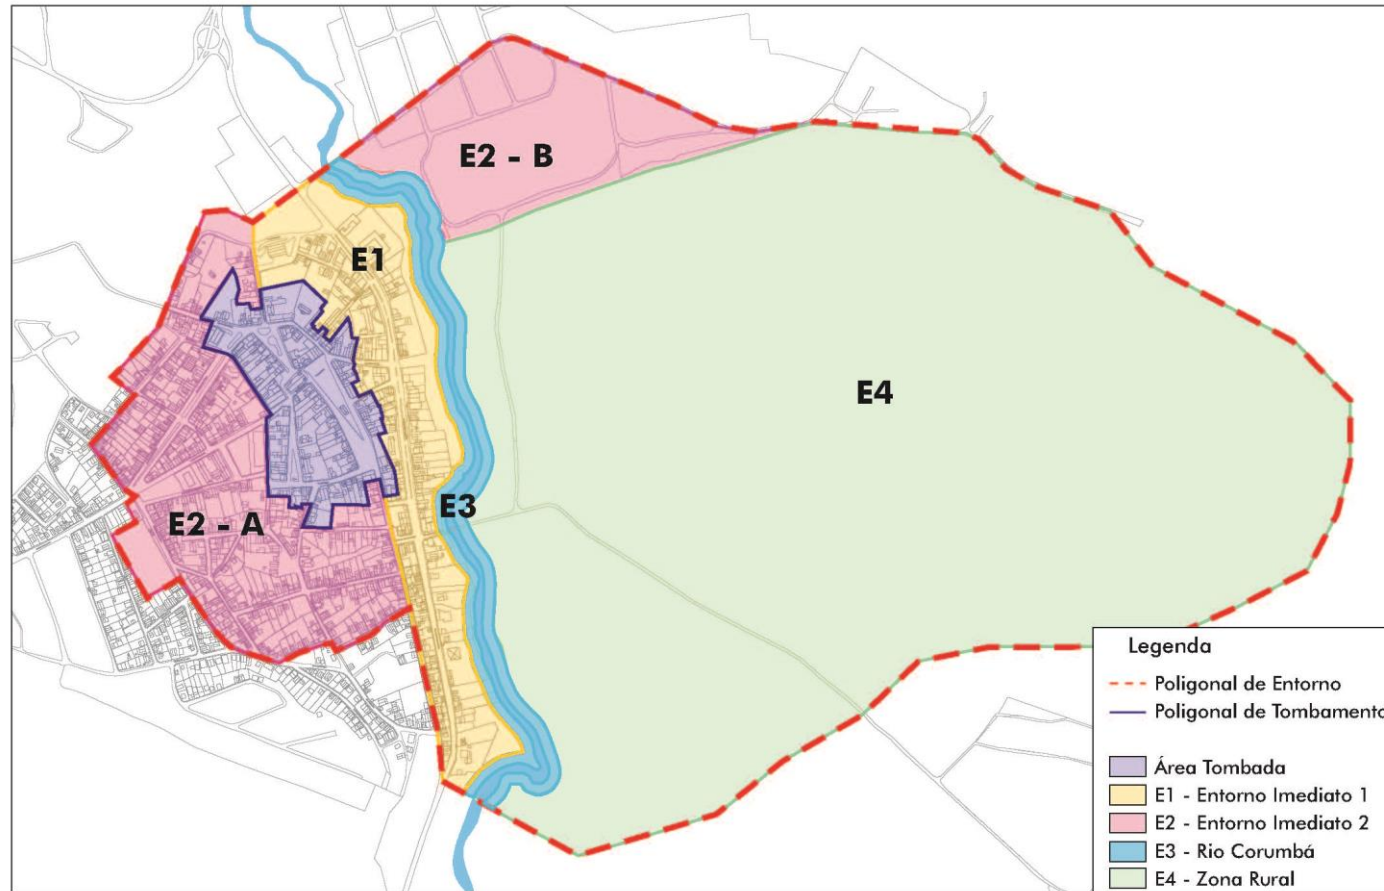 E2 - B
E1
E4
E3
E2 - A
Legenda
Poligonal de Entorno
Poligonal de Tombamento
Área Tombada
E1 - Entorno Imediato 1
E2 - Entorno Imediato 2
E3 - Rio Corumbá
E4 - Zona Rural